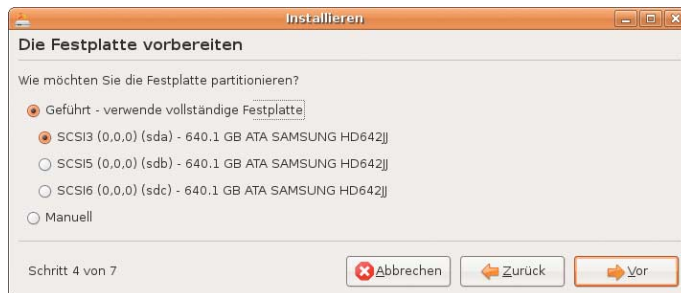 Installieren
Die Festplatte vorbereiten
Wie möchten Sie die Festplatte partitionieren?
Geführt - verwende vollständige Festplatte
SCSI3 (0,0,0) (sda) - 640.1 GB ATA SAMSUNG HD642JJ
SCSI5 (0,0,0) (sdb) - 640.1 GB ATA SAMSUNG HD642JJ
SCSI6 (0,0,0) (sdc) - 640.1 GB ATA SAMSUNG HD642JJ
Manuell
Schritt 4 von 7 Abbrechen Zurück Vor